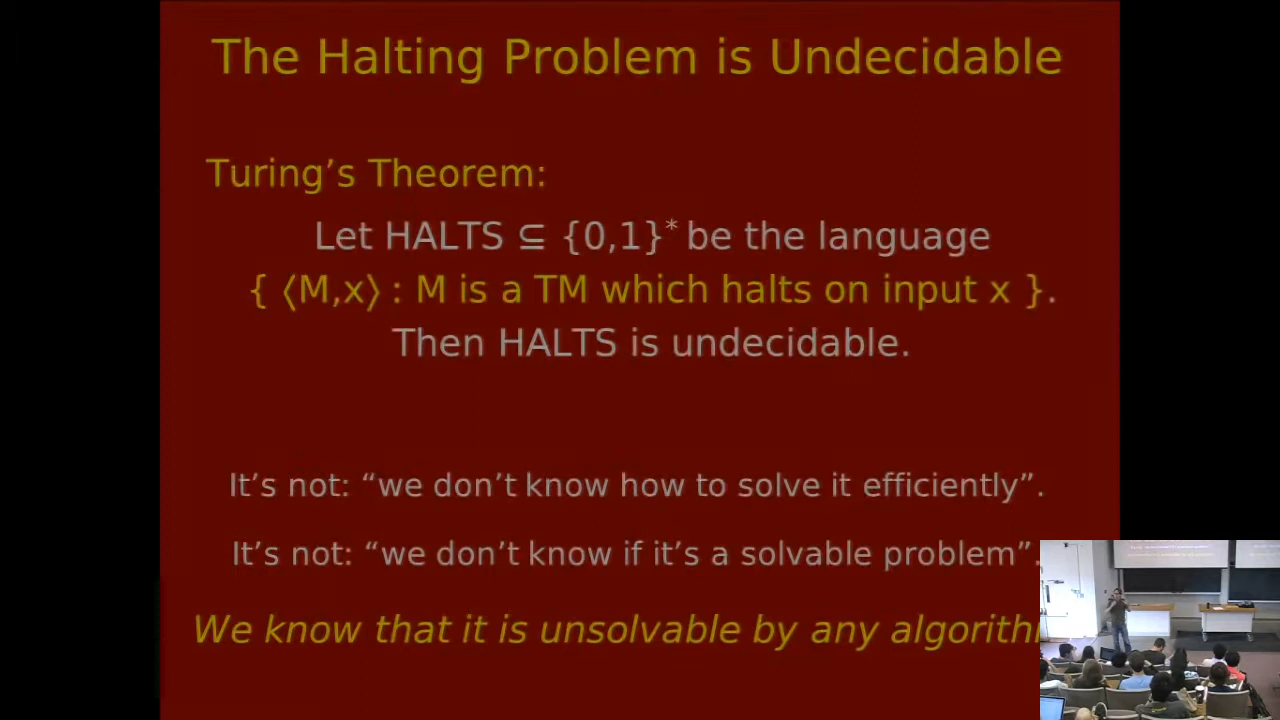 The Halting Problem is Undecidable
Turing’s Theorem:
Let HALTS ⊆ {0,1}* be the language
{ ⟨M,x⟩ : M is a TM which halts on input x }.
Then HALTS is undecidable.
It’s not: “we don’t know how to solve it efficiently”.
It’s not: “we don’t know if it’s a solvable problem”.
We know that it is unsolvable by any